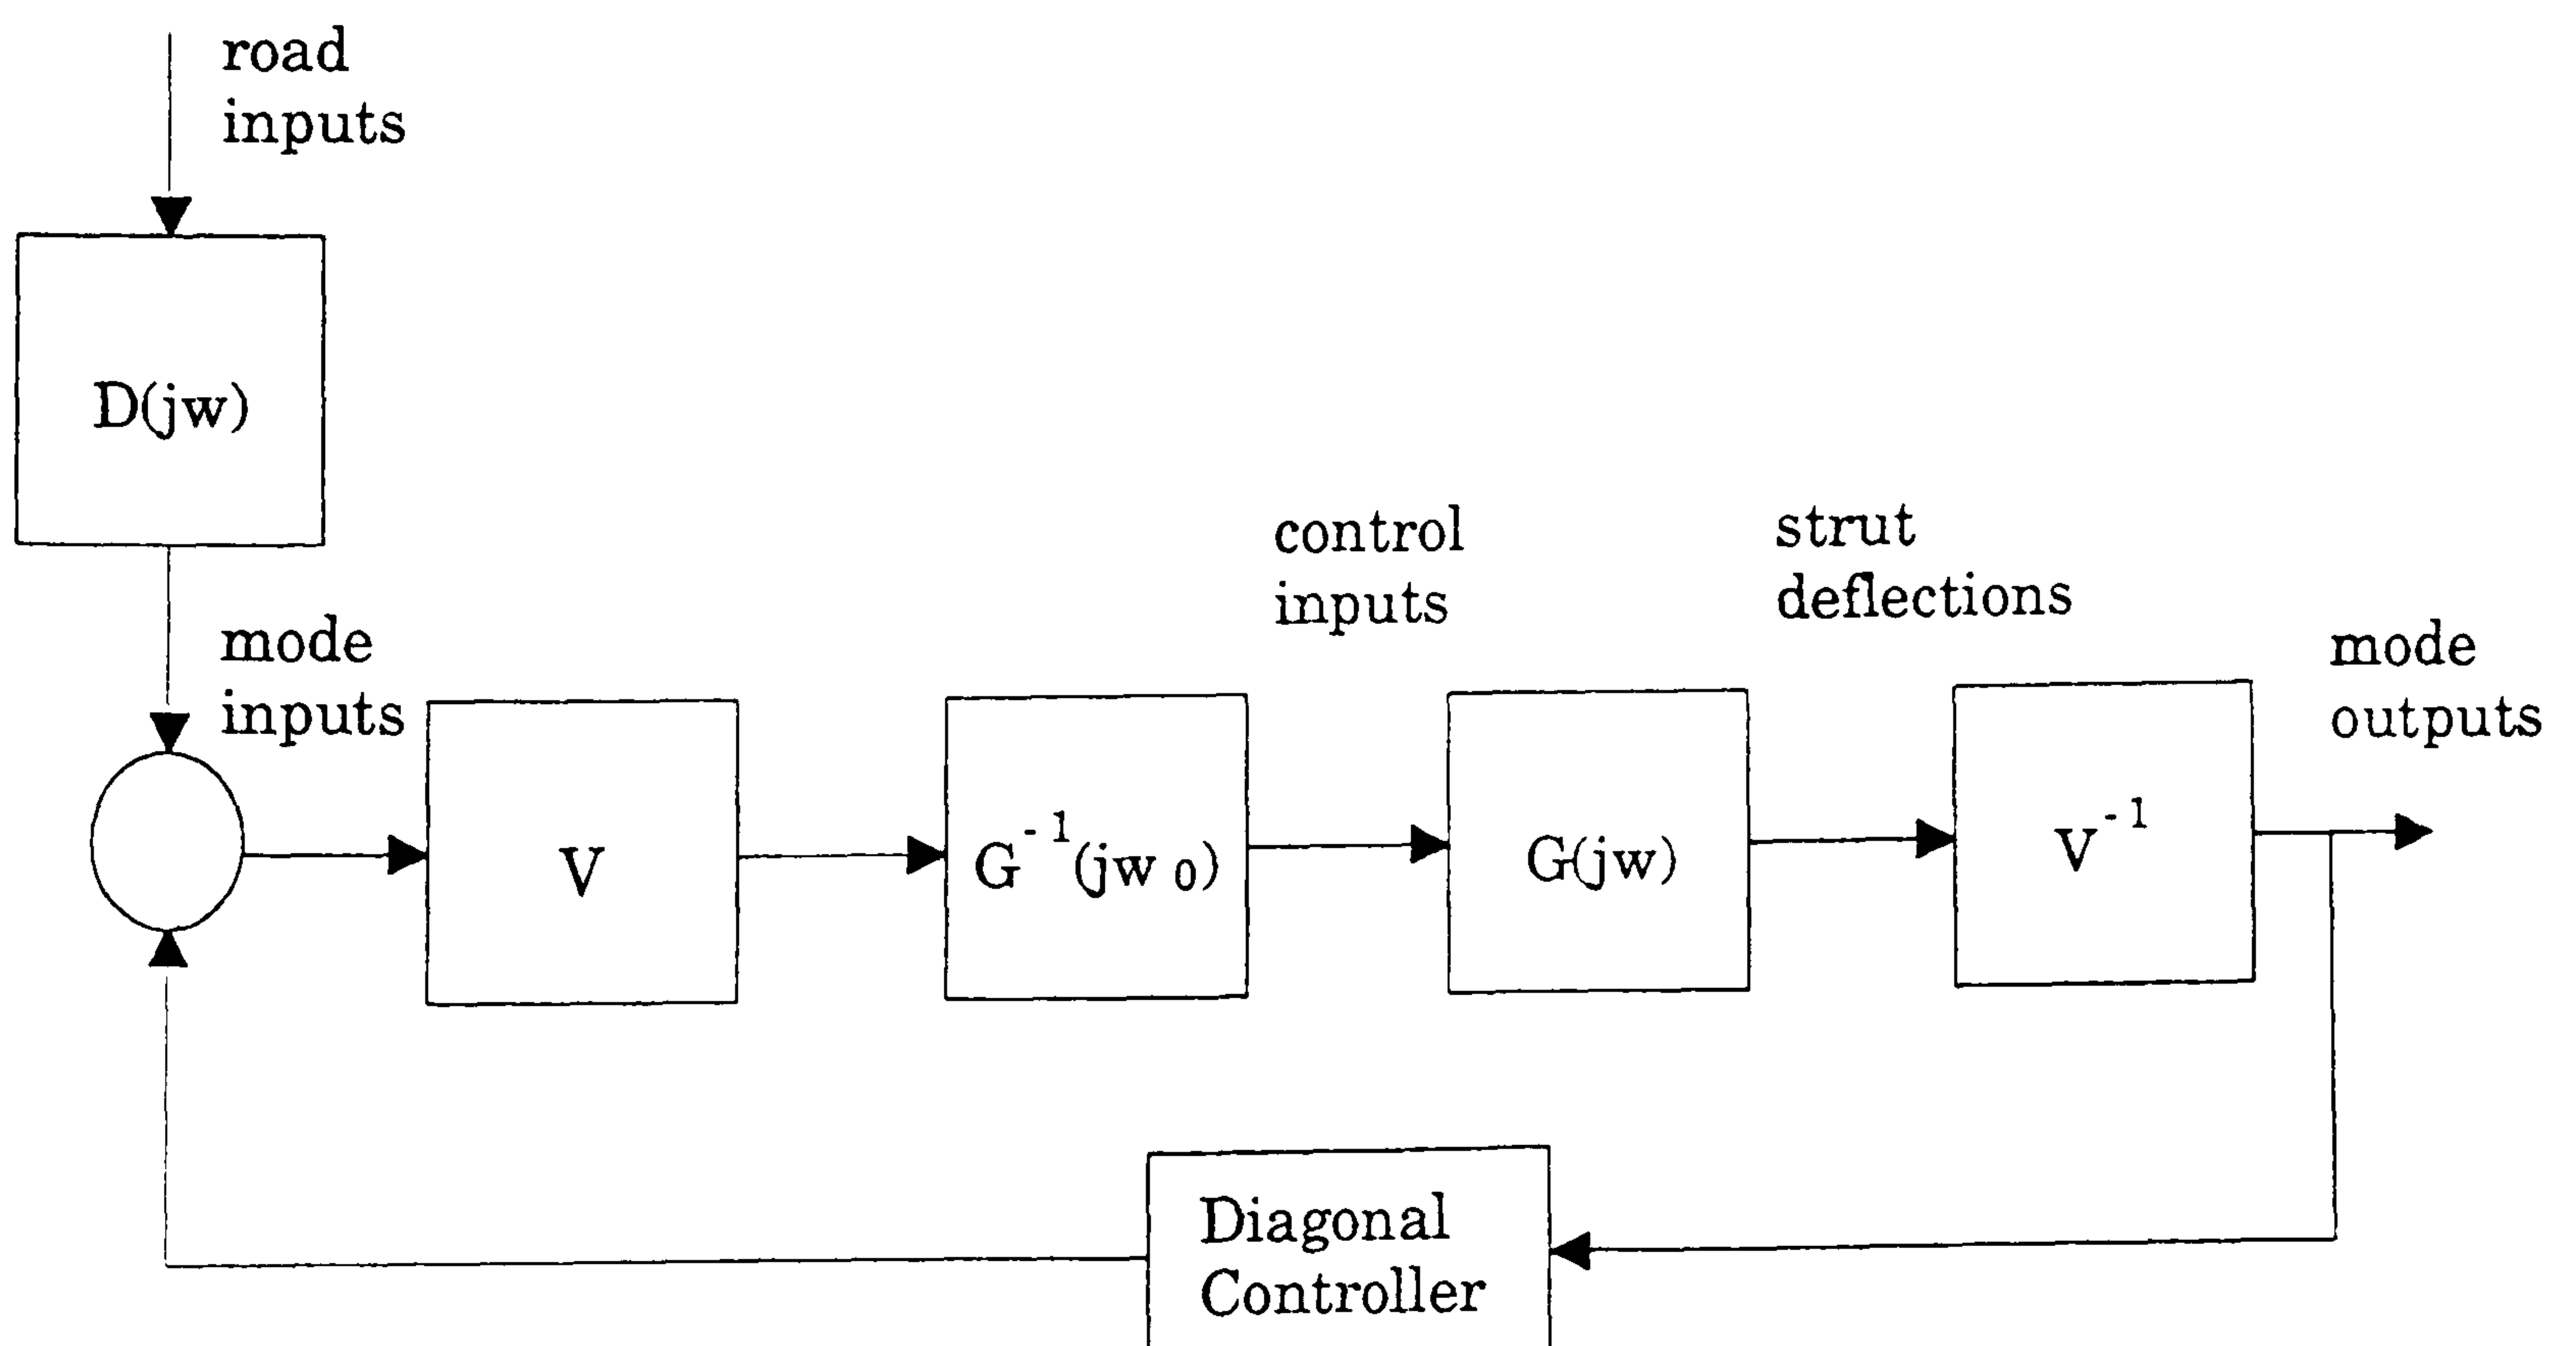 road
inputs
D(jw)
mode
inputs
control
inputs
strut
deflections
mode
outputs
V
G⁻¹(jw₀)
G(jw)
V⁻¹
Diagonal
Controller